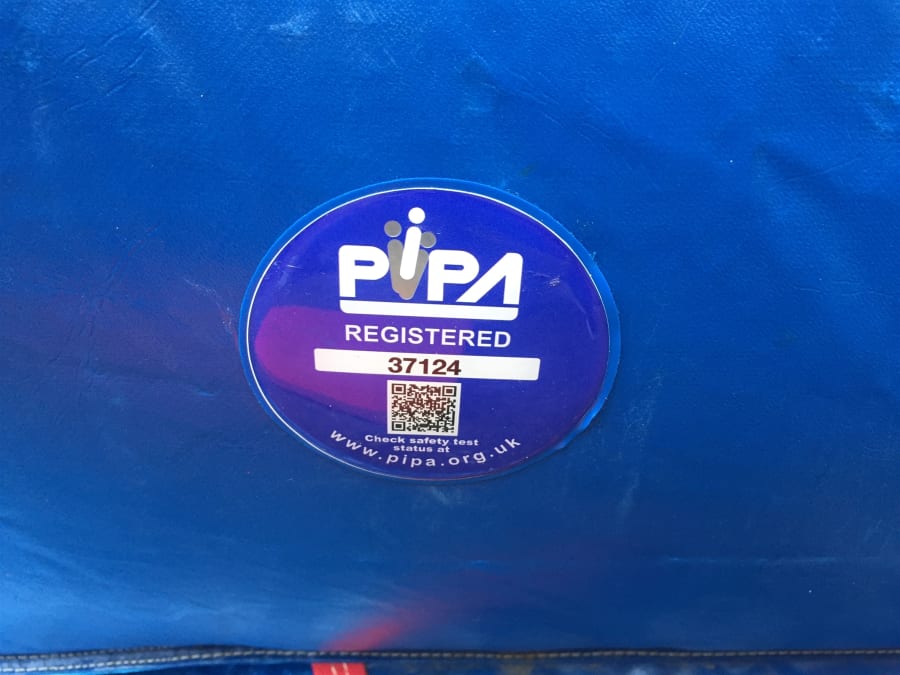 PIPA
REGISTERED
37124
Check safety test
status at
www.pipa.org.uk